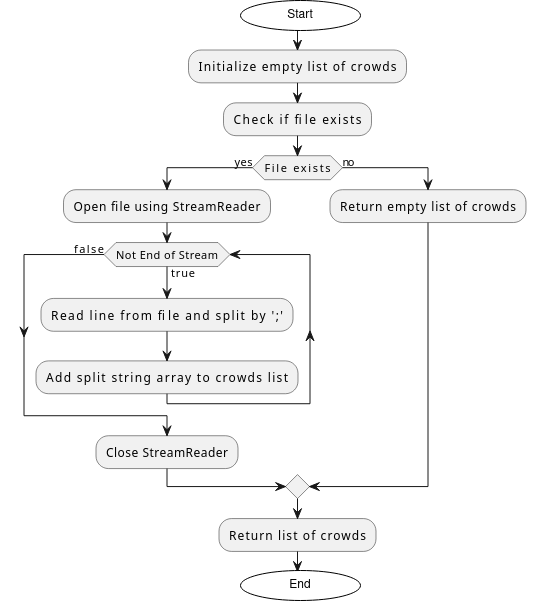 Start
Initialize empty list of crowds
Check if file exists
yes
File exists
no
Open file using StreamReader
Return empty list of crowds
false
Not End of Stream
true
Read line from file and split by ';'
Add split string array to crowds list
Close StreamReader
Return list of crowds
End